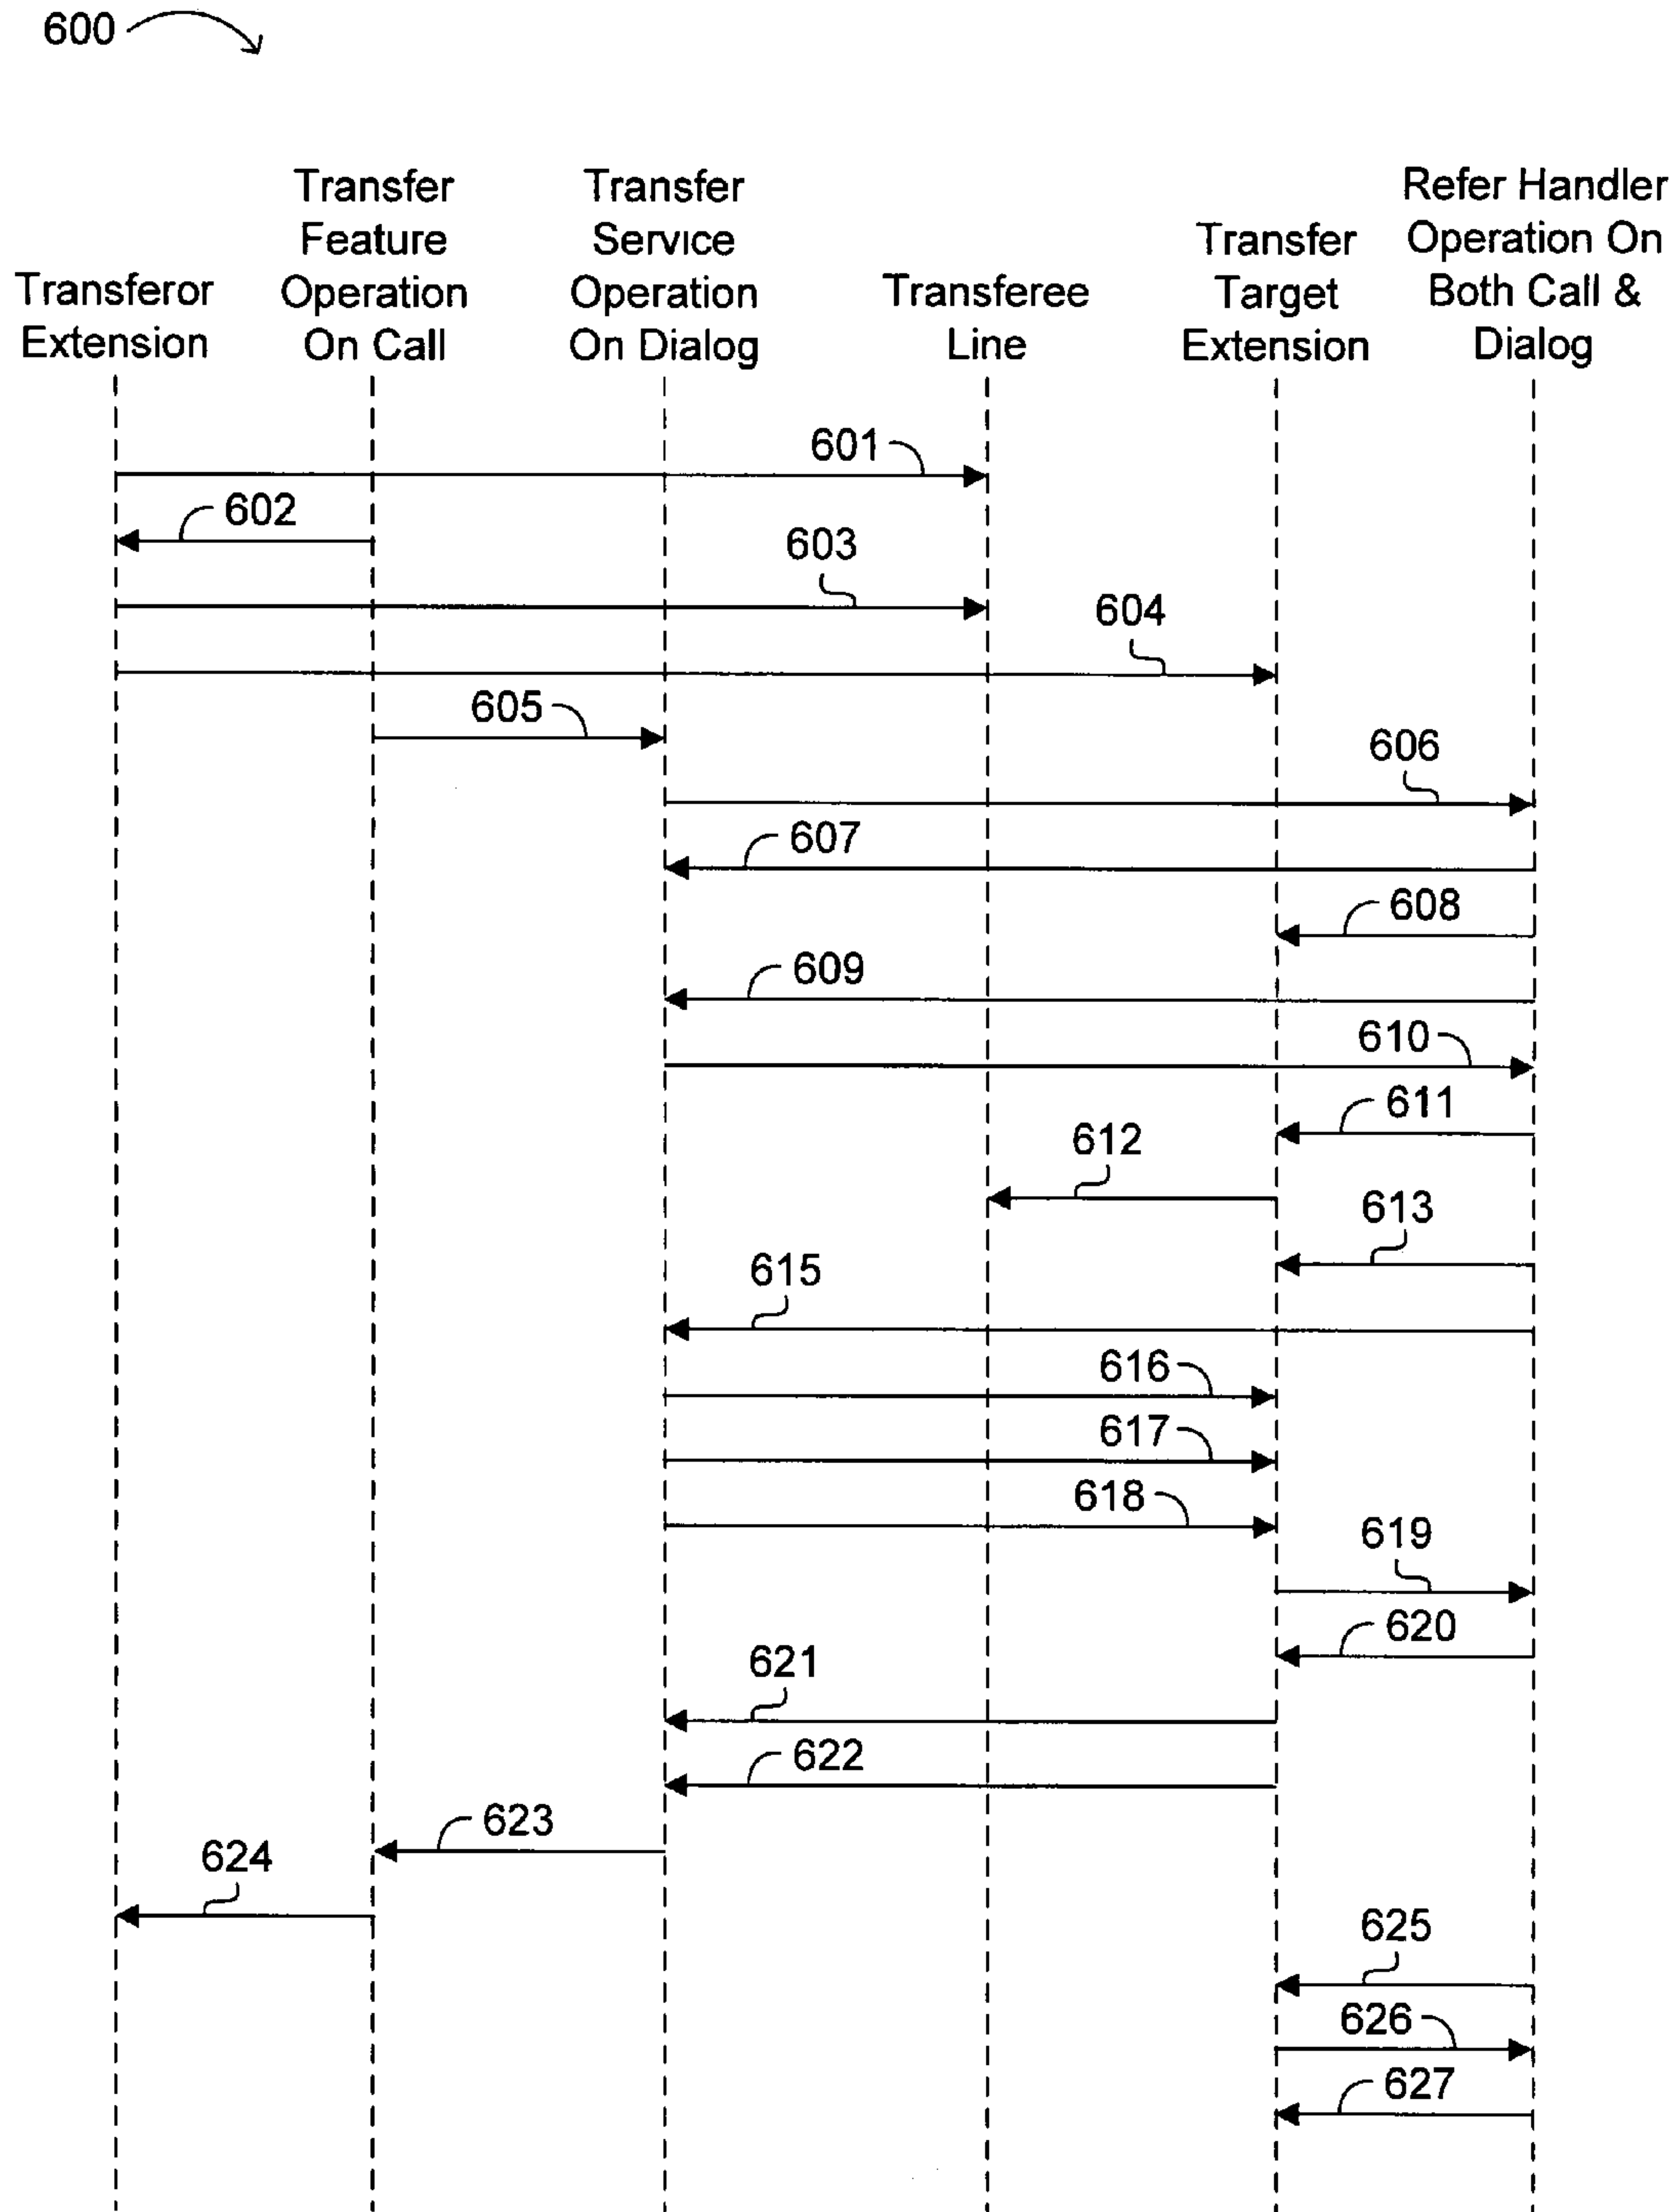 600
Transferor
Extension
Transfer
Feature
Operation
On Call
Transfer
Service
Operation
On Dialog
Transferee
Line
Transfer
Target
Extension
Refer Handler
Operation On
Both Call &
Dialog
601
602
603
604
605
606
607
608
609
610
611
612
613
615
616
617
618
619
620
621
622
623
624
625
626
627